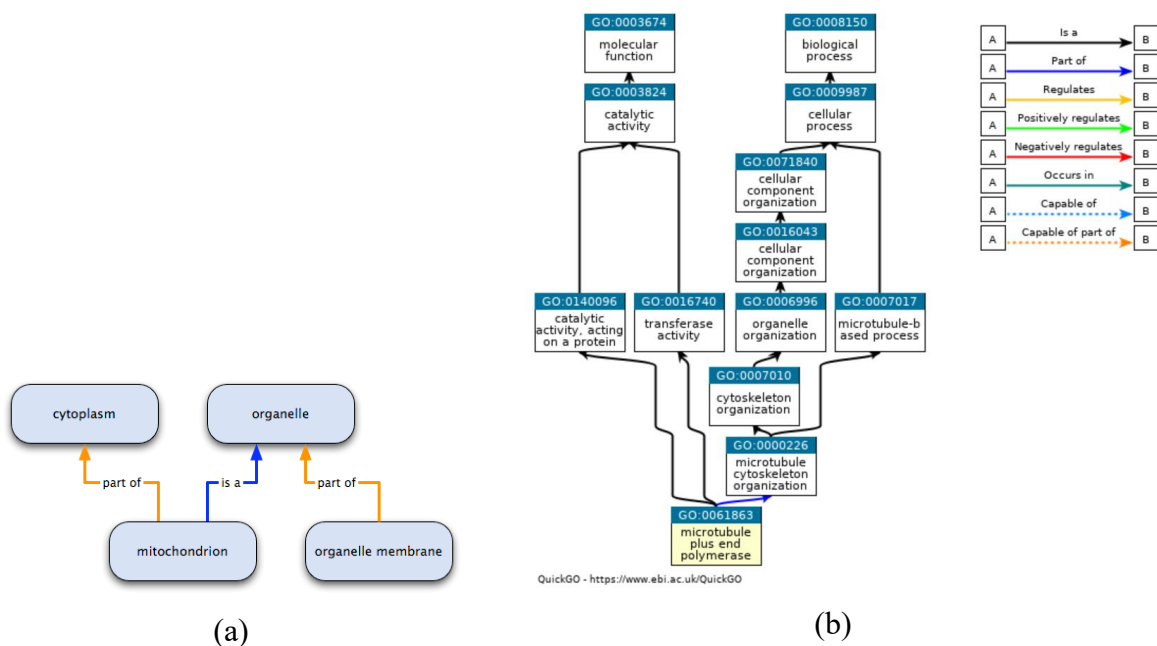 cytoplasm
organelle
part of
is a
part of
mitochondrion
organelle membrane
(a)
GO:0003674
molecular
function
GO:0008150
biological
process
GO:0003824
catalytic
activity
GO:0009987
cellular
process
GO:0071840
cellular
component
organization
GO:0016043
cellular
component
organization
GO:0140096
catalytic
activity, acting
on a protein
GO:0016740
transferase
activity
GO:0006996
organelle
organization
GO:0007017
microtubule-b
ased process
GO:0007010
cytoskeleton
organization
GO:0000226
microtubule
cytoskeleton
organization
GO:0061863
microtubule
plus end
polymerase
QuickGO - https://www.ebi.ac.uk/QuickGO
A Is a B
A Part of B
A Regulates B
A Positively regulates B
A Negatively regulates B
A Occurs in B
A Capable of B
A Capable of part of B
(b)